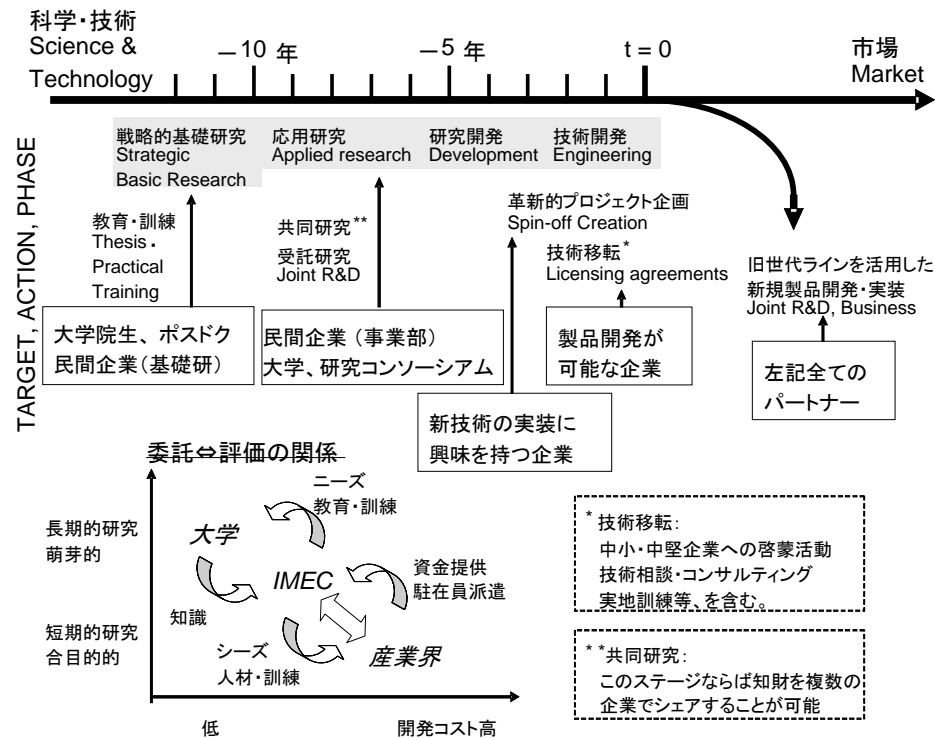 科学・技術
Science &
Technology
－10 年
－5 年
t = 0
市場
Market
TARGET, ACTION, PHASE
戦略的基礎研究
Strategic
Basic Research
応用研究
Applied research
研究開発
Development
技術開発
Engineering
教育・訓練
Thesis・
Practical
Training
共同研究**
受託研究
Joint R&D
革新的プロジェクト企画
Spin-off Creation
技術移転*
Licensing agreements
旧世代ラインを活用した
新規製品開発・実装
Joint R&D, Business
大学院生、ポスドク
民間企業（基礎研）
民間企業（事業部）
大学、研究コンソーシアム
製品開発が
可能な企業
左記全ての
パートナー
新技術の実装に
興味を持つ企業
委託⇔評価の関係
長期的研究
萌芽的
短期的研究
合目的的
大学
ニーズ
教育・訓練
IMEC
資金提供
駐在員派遣
知識
シーズ
人材・訓練
産業界
低
開発コスト高
* 技術移転：
中小・中堅企業への啓蒙活動
技術相談・コンサルティング
実地訓練等、を含む。
**共同研究：
このステージならば知財を複数の
企業でシェアすることが可能